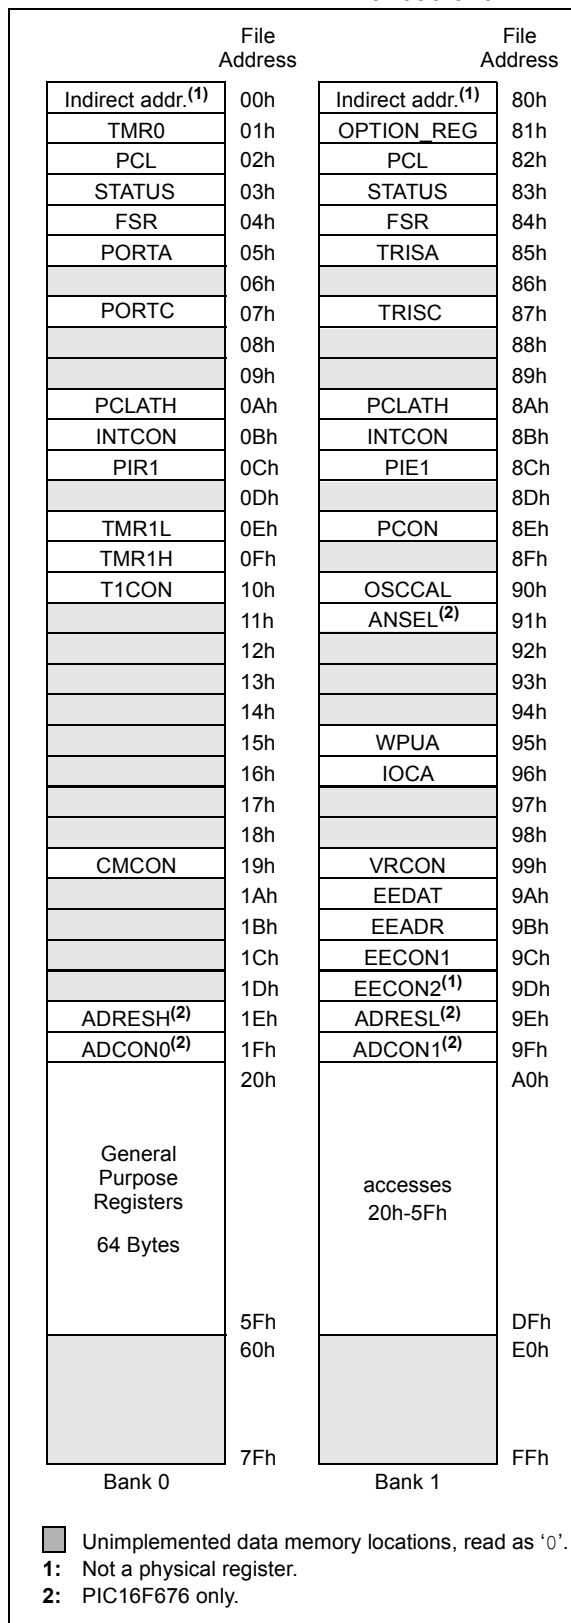 File Address File Address
Indirect addr.(1) 00h Indirect addr.(1) 80h
TMR0 01h OPTION_REG 81h
PCL 02h PCL 82h
STATUS 03h STATUS 83h
FSR 04h FSR 84h
PORTA 05h TRISA 85h
06h 86h
PORTC 07h TRISC 87h
08h 88h
09h 89h
PCLATH 0Ah PCLATH 8Ah
INTCON 0Bh INTCON 8Bh
PIR1 0Ch PIE1 8Ch
0Dh 8Dh
TMR1L 0Eh PCON 8Eh
TMR1H 0Fh 8Fh
T1CON 10h OSCCAL 90h
11h ANSEL(2) 91h
12h 92h
13h 93h
14h 94h
15h WPUA 95h
16h IOCA 96h
17h 97h
18h 98h
CMCON 19h VRCON 99h
1Ah EEDAT 9Ah
1Bh EEADR 9Bh
1Ch EECON1 9Ch
1Dh EECON2(1) 9Dh
ADRESH(2) 1Eh ADRESL(2) 9Eh
ADCON0(2) 1Fh ADCON1(2) 9Fh
20h A0h
General
Purpose
Registers
64 Bytes
accesses
20h-5Fh
5Fh DFh
60h E0h
7Fh FFh
Bank 0 Bank 1
Unimplemented data memory locations, read as ‘0’.
1: Not a physical register.
2: PIC16F676 only.